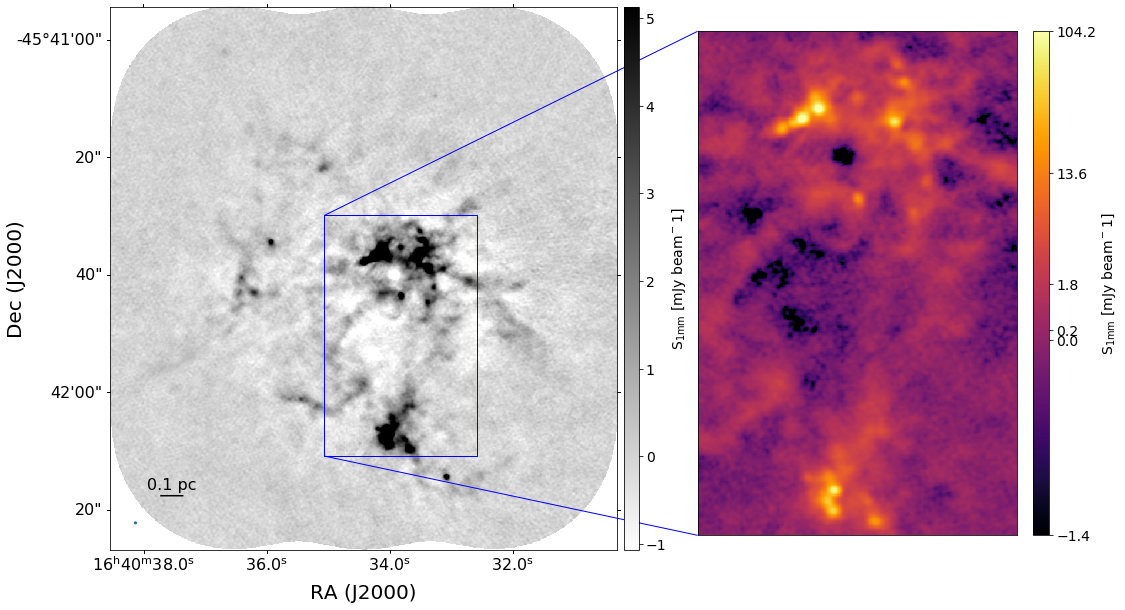 -45°41'00"
20"
40"
42'00"
20"
Dec (J2000)
0.1 pc
16ʰ40ᵐ38.0ˢ
36.0ˢ
34.0ˢ
32.0ˢ
RA (J2000)
5
4
3
2
1
0
−1
S₁ₘₘ [mJy beam−1]
104.2
13.6
1.8
0.2
0.0
−1.4
S₁ₘₘ [mJy beam−1]